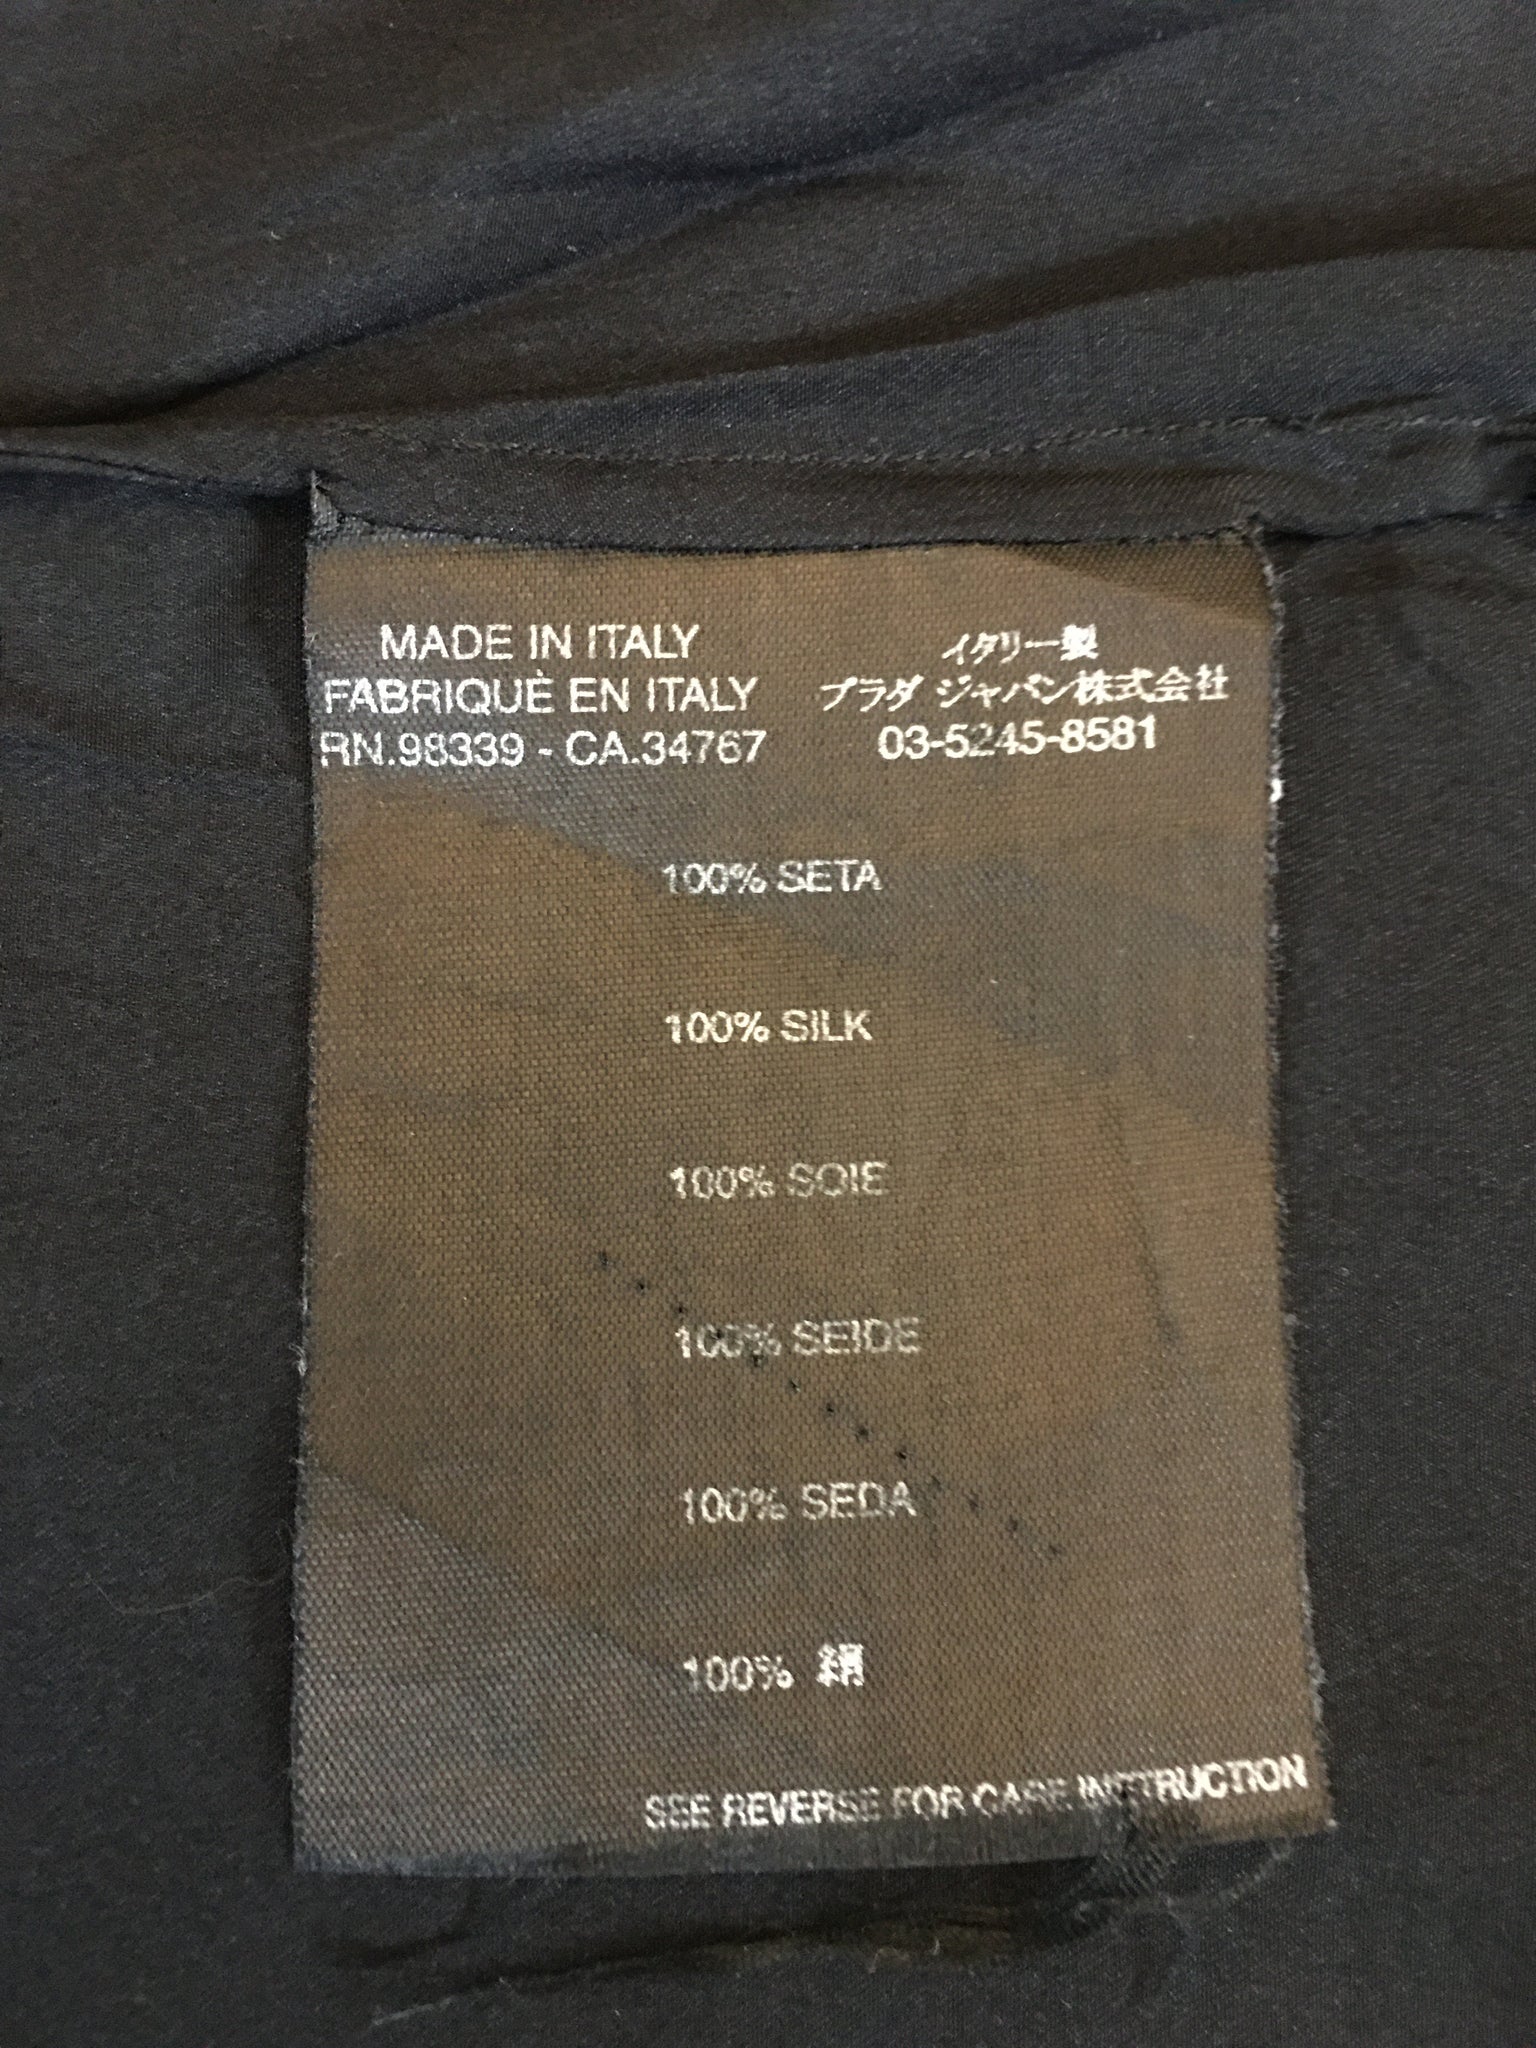 MADE IN ITALY
FABRIQUÈ EN ITALY
RN.98339 - CA.34767
イタリー製
プラダ ジャパン株式会社
03-5245-8581
100% SETA
100% SILK
100% SOIE
100% SEIDE
100% SEDA
100% 絹
SEE REVERSE FOR CARE INSTRUCTION